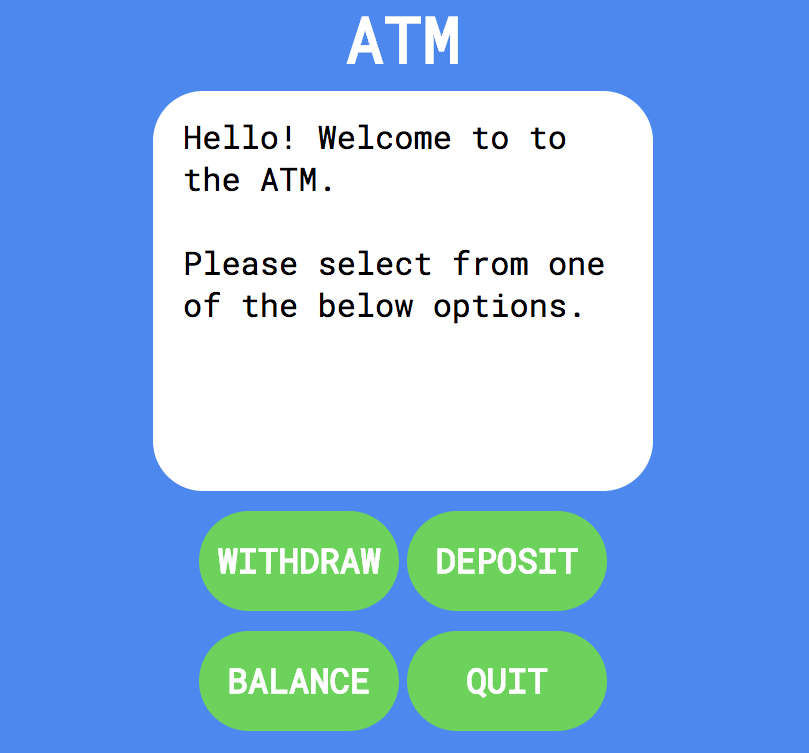 ATM
Hello! Welcome to to
the ATM.
Please select from one
of the below options.
WITHDRAW DEPOSIT
BALANCE QUIT